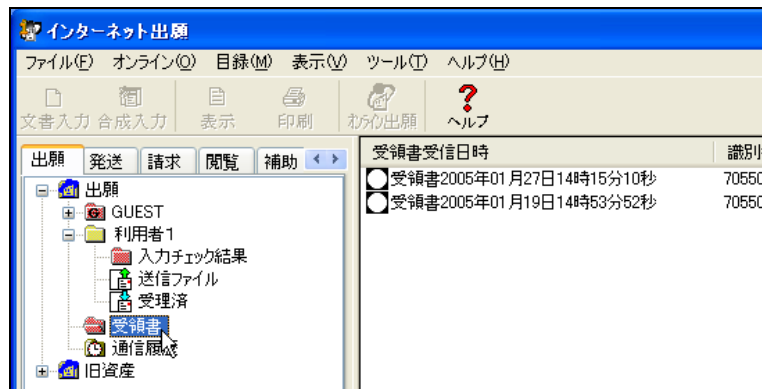 インターネット出願
ファイル(F) オンライン(O) 目録(M) 表示(V) ツール(T) ヘルプ(H)
文書入力 合成入力 表示 印刷 オンライン出願 ヘルプ
出願 発送 請求 閲覧 補助
受領書受信日時 識別
出願
GUEST
利用者1
入力チェック結果
送信ファイル
受理済
受領書
通信履歴
旧資産
受領書2005年01月27日14時15分10秒 70550
受領書2005年01月19日14時53分52秒 70550